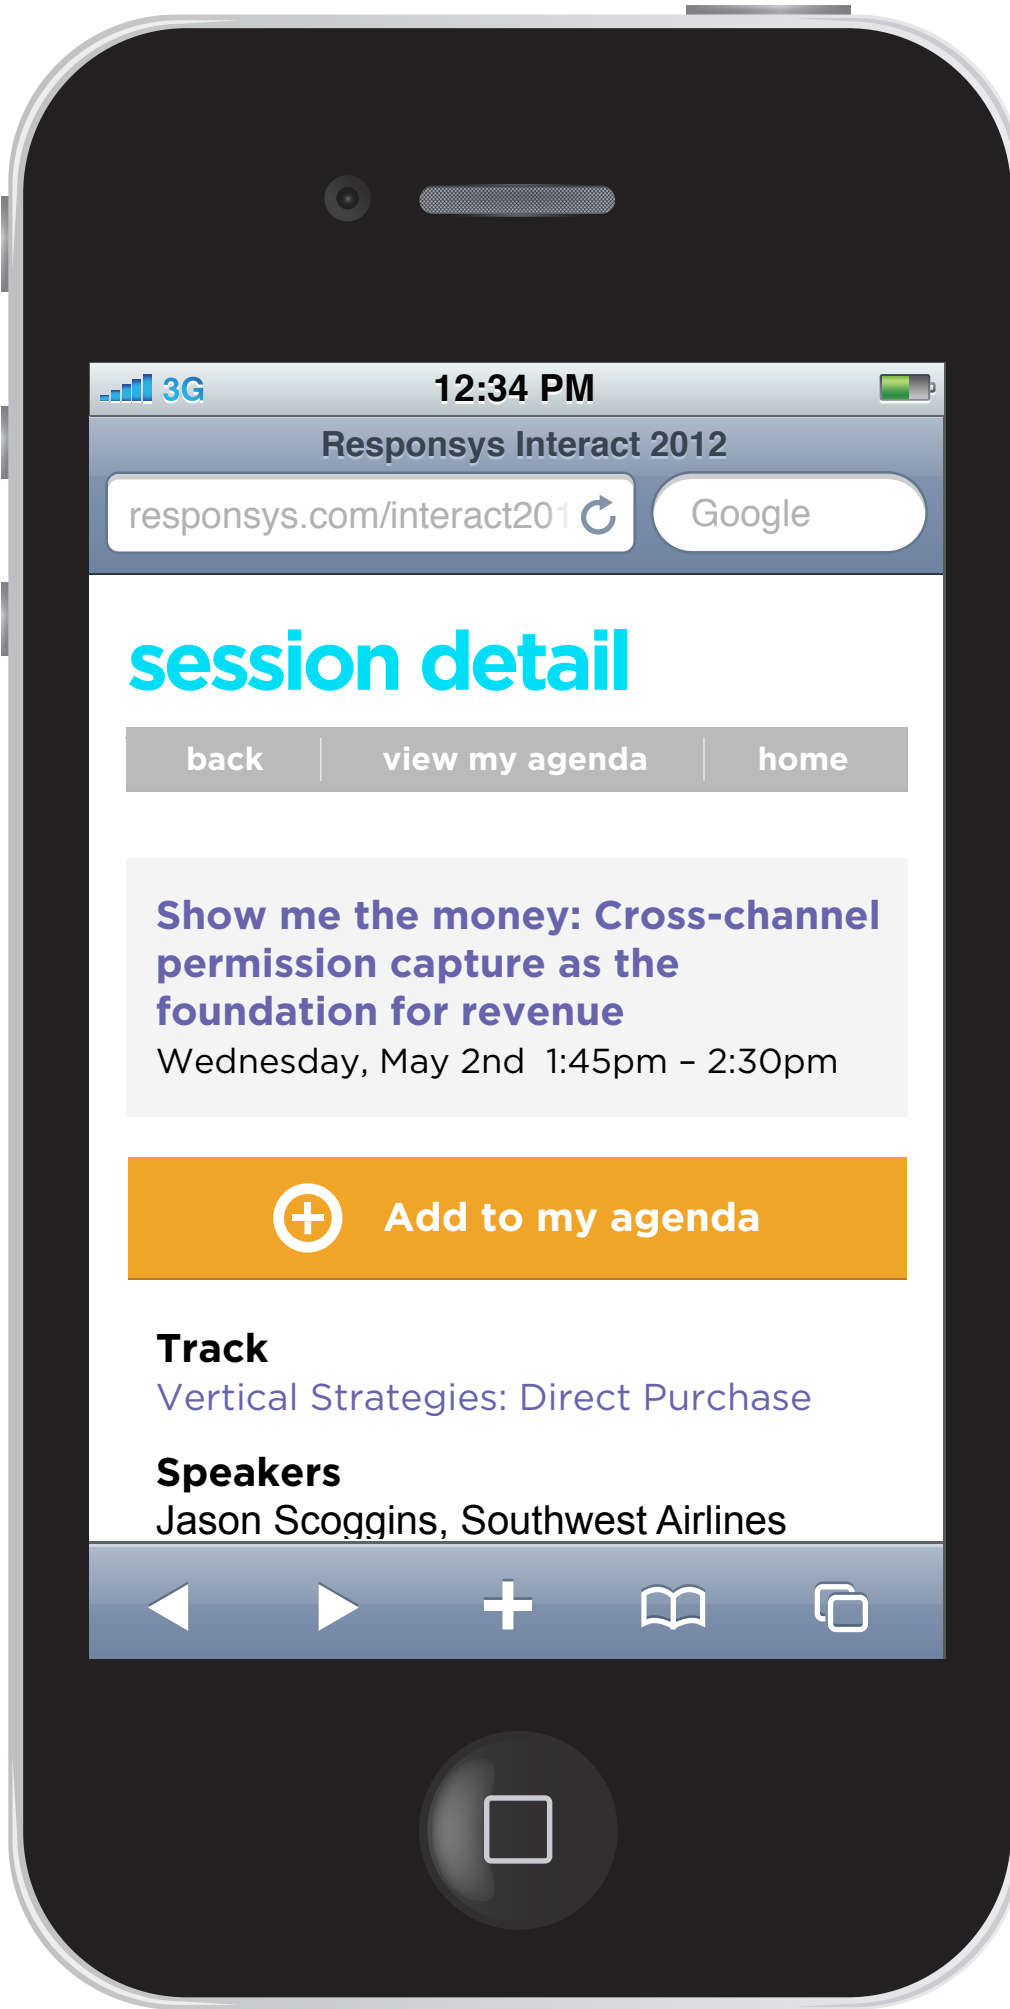 3G 12:34 PM
Responsys Interact 2012
responsys.com/interact201 Google
session detail
back view my agenda home
Show me the money: Cross-channel
permission capture as the
foundation for revenue
Wednesday, May 2nd 1:45pm – 2:30pm
Add to my agenda
Track
Vertical Strategies: Direct Purchase
Speakers
Jason Scoggins, Southwest Airlines